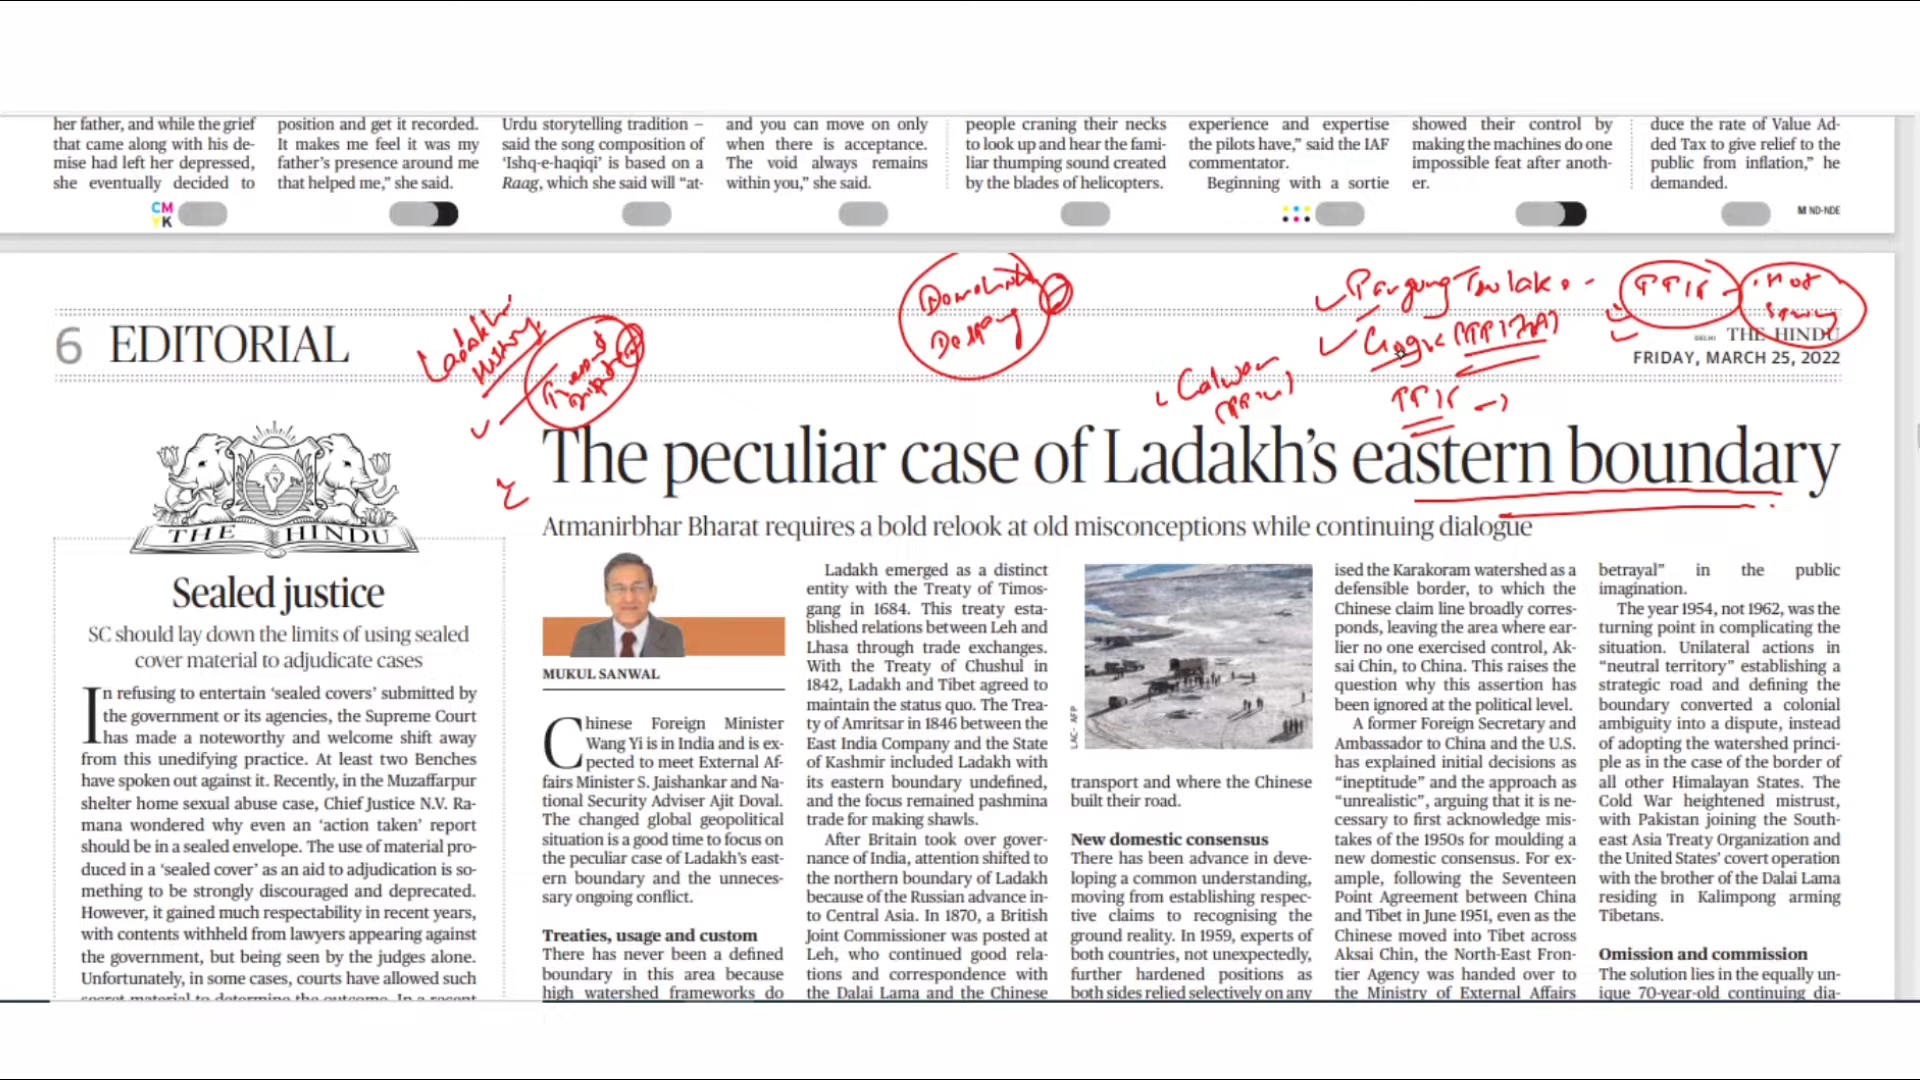 her father, and while the grief
that came along with his de-
mise had left her depressed,
she eventually decided to
position and get it recorded.
It makes me feel it was my
father's presence around me
that helped me,” she said.
Urdu storytelling tradition –
said the song composition of
‘Ishq-e-haqiqi’ is based on a
Raag, which she said will “at-
and you can move on only
when there is acceptance.
The void always remains
within you,” she said.
people craning their necks
to look up and hear the fami-
liar thumping sound created
by the blades of helicopters.
experience and expertise
the pilots have,” said the IAF
commentator.
Beginning with a sortie
showed their control by
making the machines do one
impossible feat after anoth-
er.
duce the rate of Value Ad-
ded Tax to give relief to the
public from inflation,” he
demanded.
CM
YK
M ND-NDE
Ladakh
History
Demchok
Depsang
Pangong Tso lake
Gogra (PP17A)
Galwan
(PP14)
PP15
PP15
Hot
Spring
6 EDITORIAL
DELHI THE HINDU
FRIDAY, MARCH 25, 2022
THE HINDU
Sealed justice
SC should lay down the limits of using sealed
cover material to adjudicate cases
In refusing to entertain ‘sealed covers’ submitted by
the government or its agencies, the Supreme Court
has made a noteworthy and welcome shift away
from this unedifying practice. At least two Benches
have spoken out against it. Recently, in the Muzaffarpur
shelter home sexual abuse case, Chief Justice N.V. Ra-
mana wondered why even an ‘action taken’ report
should be in a sealed envelope. The use of material pro-
duced in a ‘sealed cover’ as an aid to adjudication is so-
mething to be strongly discouraged and deprecated.
However, it gained much respectability in recent years,
with contents withheld from lawyers appearing against
the government, but being seen by the judges alone.
Unfortunately, in some cases, courts have allowed such
secret material to determine the outcome. In a recent
The peculiar case of Ladakh’s eastern boundary
Atmanirbhar Bharat requires a bold relook at old misconceptions while continuing dialogue
MUKUL SANWAL
Chinese Foreign Minister
Wang Yi is in India and is ex-
pected to meet External Af-
fairs Minister S. Jaishankar and Na-
tional Security Adviser Ajit Doval.
The changed global geopolitical
situation is a good time to focus on
the peculiar case of Ladakh’s east-
ern boundary and the unneces-
sary ongoing conflict.
Treaties, usage and custom
There has never been a defined
boundary in this area because
high watershed frameworks do
Ladakh emerged as a distinct
entity with the Treaty of Timos-
gang in 1684. This treaty esta-
blished relations between Leh and
Lhasa through trade exchanges.
With the Treaty of Chushul in
1842, Ladakh and Tibet agreed to
maintain the status quo. The Trea-
ty of Amritsar in 1846 between the
East India Company and the State
of Kashmir included Ladakh with
its eastern boundary undefined,
and the focus remained pashmina
trade for making shawls.
After Britain took over gover-
nance of India, attention shifted to
the northern boundary of Ladakh
because of the Russian advance in-
to Central Asia. In 1870, a British
Joint Commissioner was posted at
Leh, who continued good rela-
tions and correspondence with
the Dalai Lama and the Chinese
LAC- AFP
transport and where the Chinese
built their road.
New domestic consensus
There has been advance in deve-
loping a common understanding,
moving from establishing respec-
tive claims to recognising the
ground reality. In 1959, experts of
both countries, not unexpectedly,
further hardened positions as
both sides relied selectively on any
ised the Karakoram watershed as a
defensible border, to which the
Chinese claim line broadly corres-
ponds, leaving the area where ear-
lier no one exercised control, Ak-
sai Chin, to China. This raises the
question why this assertion has
been ignored at the political level.
A former Foreign Secretary and
Ambassador to China and the U.S.
has explained initial decisions as
“ineptitude” and the approach as
“unrealistic”, arguing that it is ne-
cessary to first acknowledge mis-
takes of the 1950s for moulding a
new domestic consensus. For ex-
ample, following the Seventeen
Point Agreement between China
and Tibet in June 1951, even as the
Chinese moved into Tibet across
Aksai Chin, the North-East Fron-
tier Agency was handed over to
the Ministry of External Affairs
betrayal” in the public
imagination.
The year 1954, not 1962, was the
turning point in complicating the
situation. Unilateral actions in
“neutral territory” establishing a
strategic road and defining the
boundary converted a colonial
ambiguity into a dispute, instead
of adopting the watershed princi-
ple as in the case of the border of
all other Himalayan States. The
Cold War heightened mistrust,
with Pakistan joining the South-
east Asia Treaty Organization and
the United States’ covert operation
with the brother of the Dalai Lama
residing in Kalimpong arming
Tibetans.
Omission and commission
The solution lies in the equally un-
ique 70-year-old continuing dia-